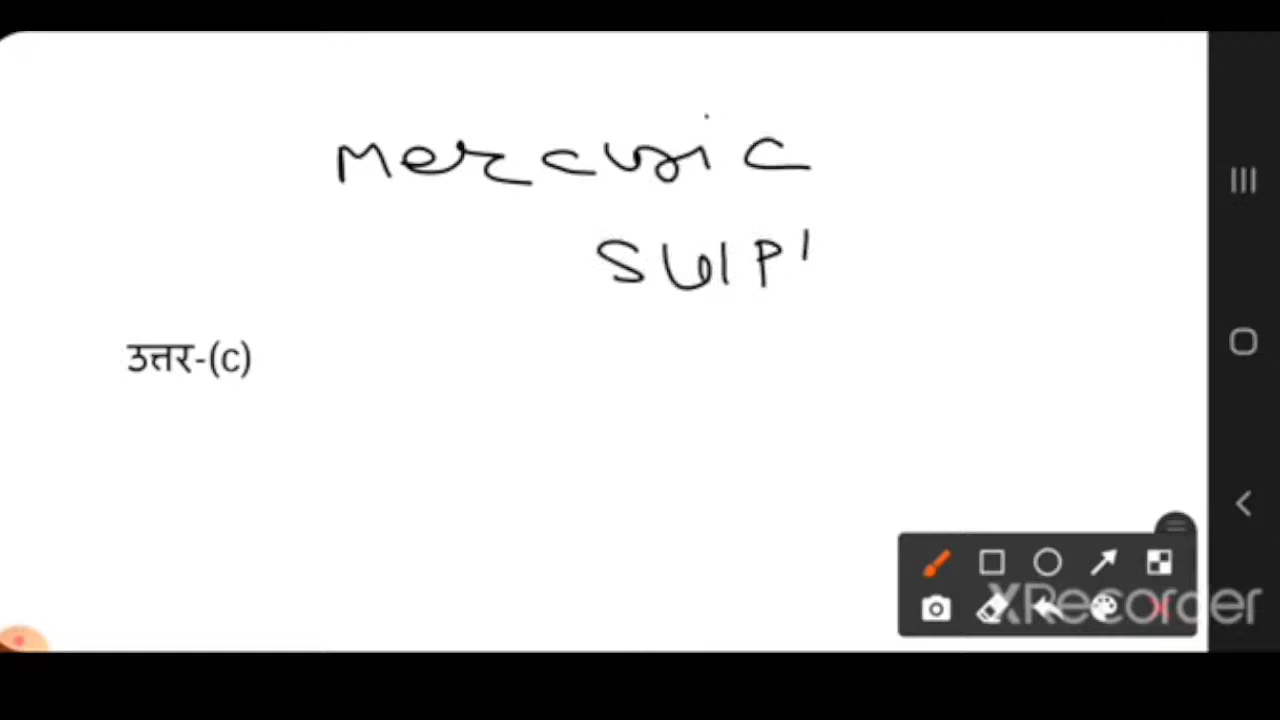 Mercuric
SulP
उत्तर-(c)
XRecorder